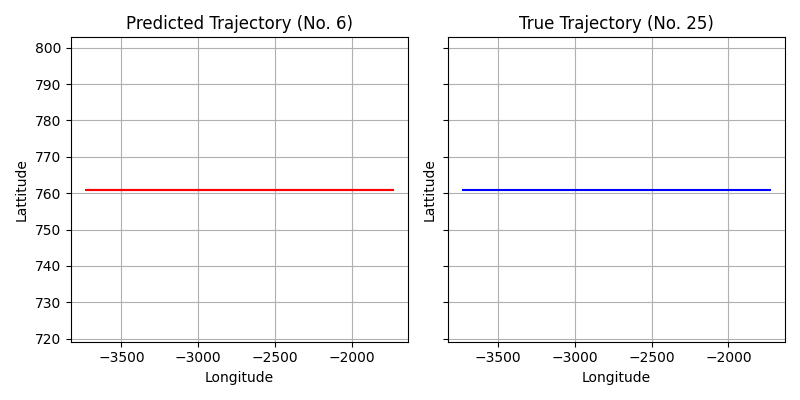 Predicted Trajectory (No. 6)
True Trajectory (No. 25)
800
790
780
770
760
750
740
730
720
Lattitude
Lattitude
−3500
−3000
−2500
−2000
−3500
−3000
−2500
−2000
Longitude
Longitude